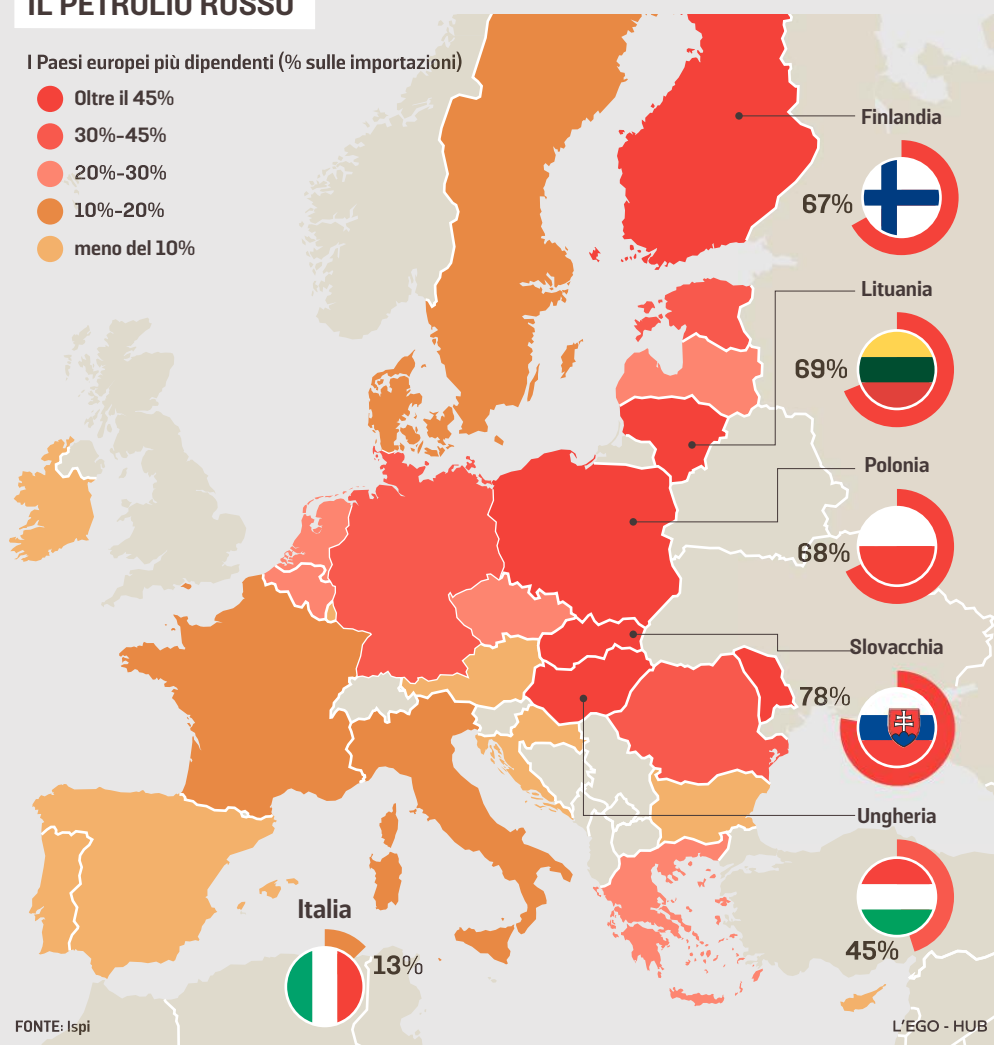 IL PETROLIO RUSSO
I Paesi europei più dipendenti (% sulle importazioni)
Oltre il 45%
30%-45%
20%-30%
10%-20%
meno del 10%
Finlandia
67%
Lituania
69%
Polonia
68%
Slovacchia
78%
Ungheria
45%
Italia
13%
FONTE: Ispi
L'EGO - HUB